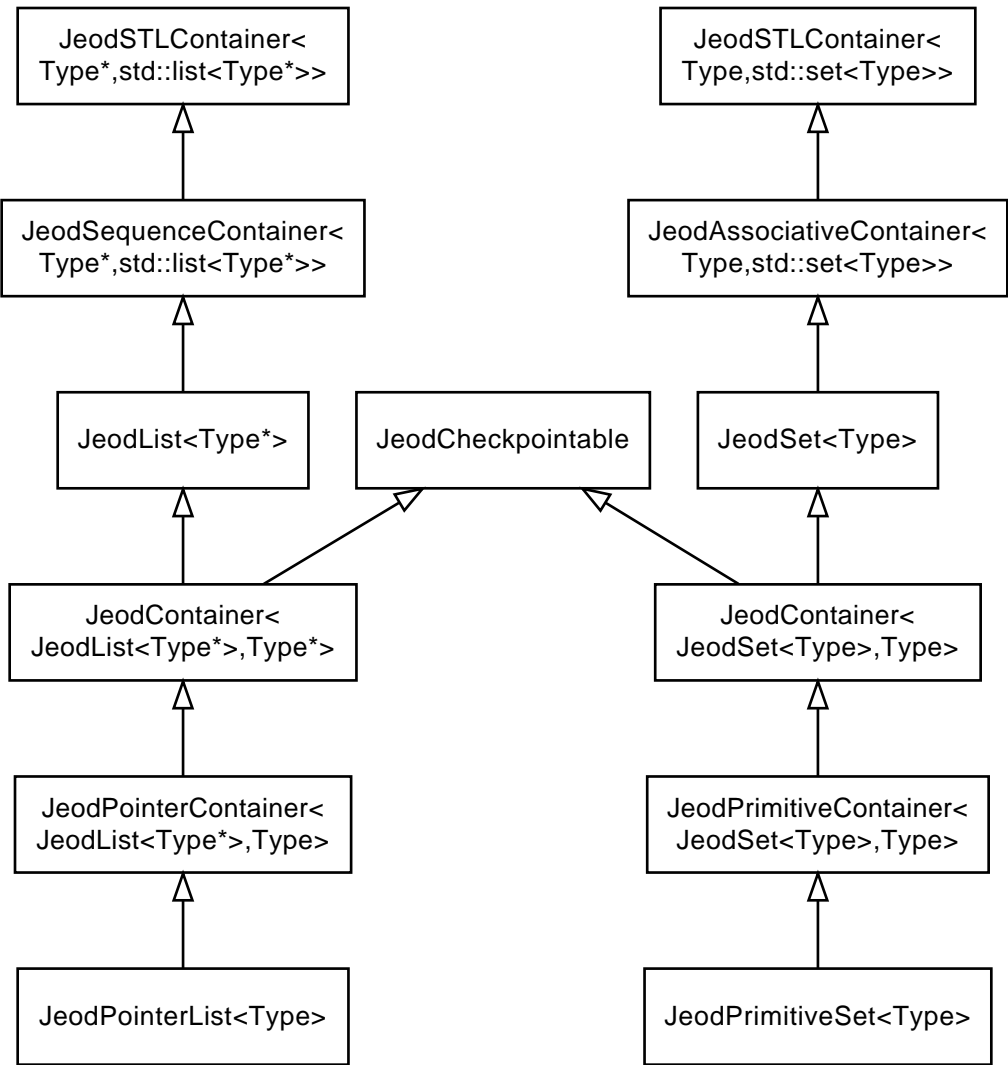 JeodSTLContainer<
Type*,std::list<Type*>>
JeodSTLContainer<
Type,std::set<Type>>
JeodSequenceContainer<
Type*,std::list<Type*>>
JeodAssociativeContainer<
Type,std::set<Type>>
JeodList<Type*>
JeodCheckpointable
JeodSet<Type>
JeodContainer<
JeodList<Type*>,Type*>
JeodContainer<
JeodSet<Type>,Type>
JeodPointerContainer<
JeodList<Type*>,Type>
JeodPrimitiveContainer<
JeodSet<Type>,Type>
JeodPointerList<Type>
JeodPrimitiveSet<Type>